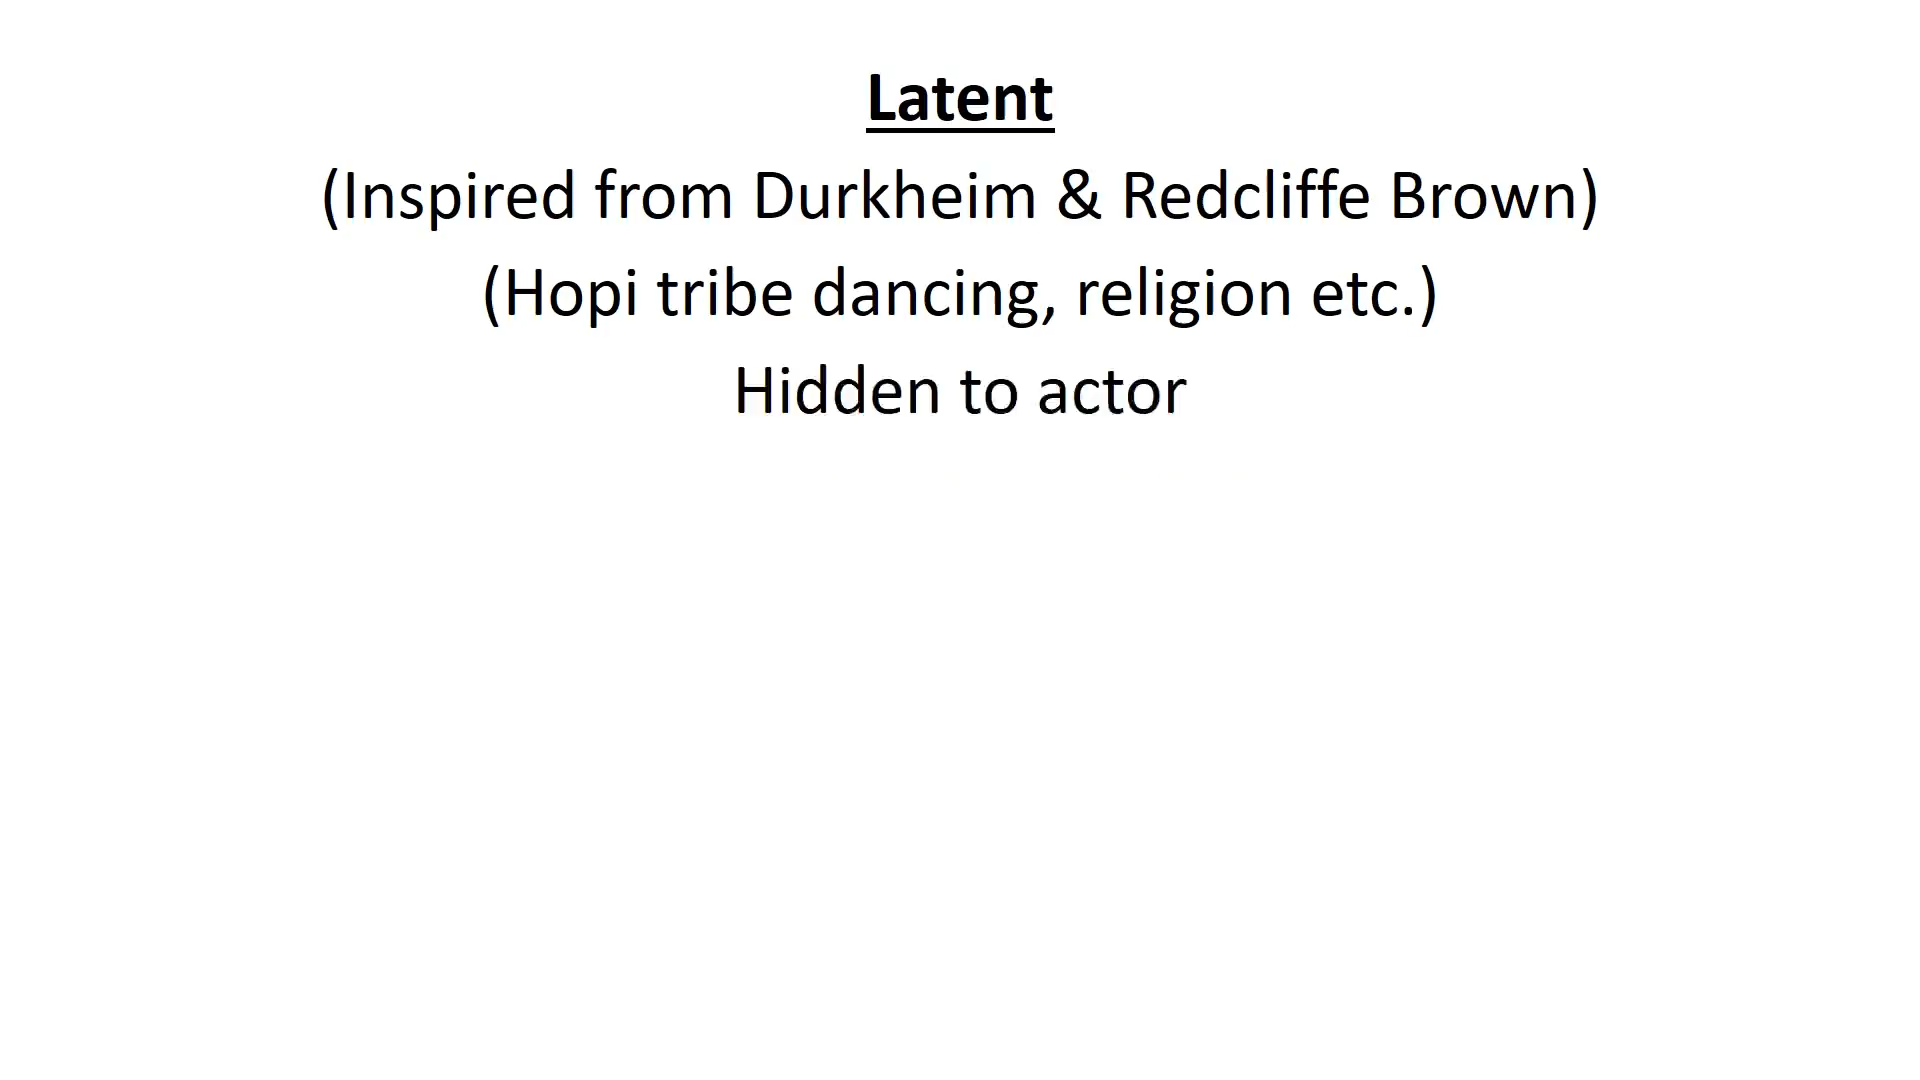 Latent
(Inspired from Durkheim & Redcliffe Brown)
(Hopi tribe dancing, religion etc.)
Hidden to actor